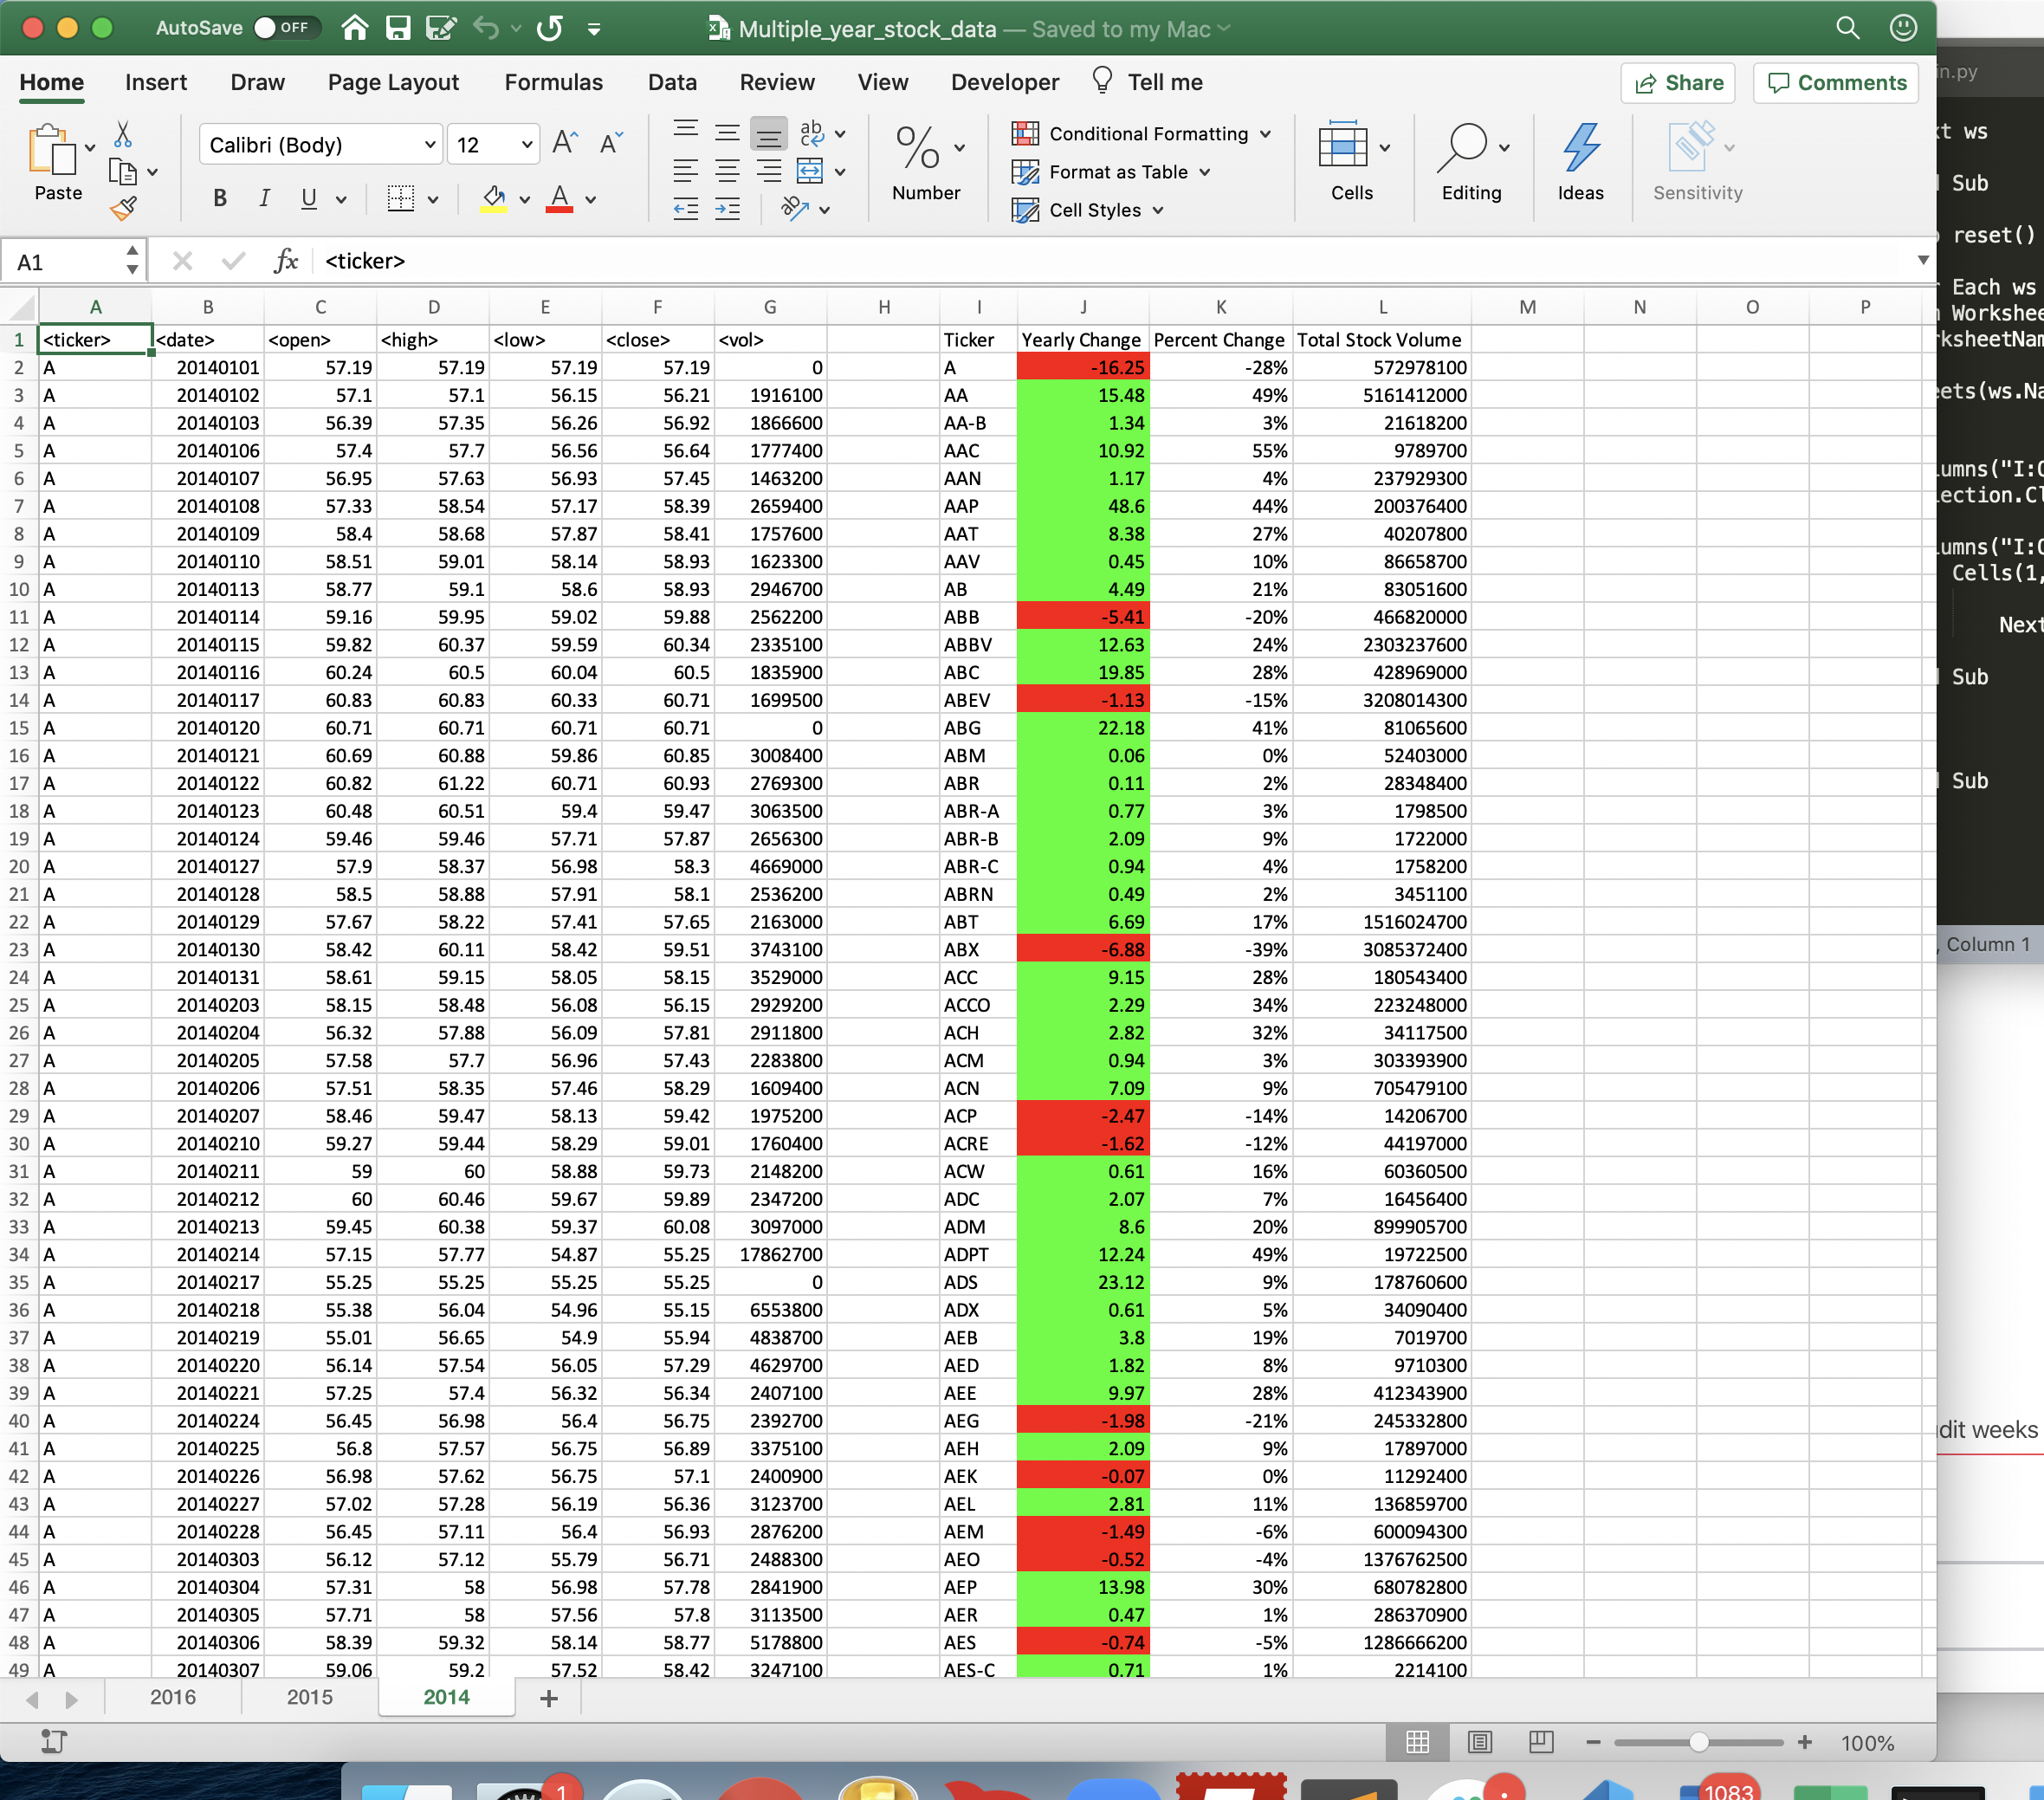 AutoSave OFF Multiple_year_stock_data — Saved to my Mac
Home Insert Draw Page Layout Formulas Data Review View Developer Tell me Share Comments
Paste Calibri (Body) 12 Number Conditional Formatting Format as Table Cell Styles Cells Editing Ideas Sensitivity
A1 fx <ticker>
A B C D E F G H I J K L M N O P
1 <ticker> <date> <open> <high> <low> <close> <vol> Ticker Yearly Change Percent Change Total Stock Volume
2 A 20140101 57.19 57.19 57.19 57.19 0 A -16.25 -28% 572978100
3 A 20140102 57.1 57.1 56.15 56.21 1916100 AA 15.48 49% 5161412000
4 A 20140103 56.39 57.35 56.26 56.92 1866600 AA-B 1.34 3% 21618200
5 A 20140106 57.4 57.7 56.56 56.64 1777400 AAC 10.92 55% 9789700
6 A 20140107 56.95 57.63 56.93 57.45 1463200 AAN 1.17 4% 237929300
7 A 20140108 57.33 58.54 57.17 58.39 2659400 AAP 48.6 44% 200376400
8 A 20140109 58.4 58.68 57.87 58.41 1757600 AAT 8.38 27% 40207800
9 A 20140110 58.51 59.01 58.14 58.93 1623300 AAV 0.45 10% 86658700
10 A 20140113 58.77 59.1 58.6 58.93 2946700 AB 4.49 21% 83051600
11 A 20140114 59.16 59.95 59.02 59.88 2562200 ABB -5.41 -20% 466820000
12 A 20140115 59.82 60.37 59.59 60.34 2335100 ABBV 12.63 24% 2303237600
13 A 20140116 60.24 60.5 60.04 60.5 1835900 ABC 19.85 28% 428969000
14 A 20140117 60.83 60.83 60.33 60.71 1699500 ABEV -1.13 -15% 3208014300
15 A 20140120 60.71 60.71 60.71 60.71 0 ABG 22.18 41% 81065600
16 A 20140121 60.69 60.88 59.86 60.85 3008400 ABM 0.06 0% 52403000
17 A 20140122 60.82 61.22 60.71 60.93 2769300 ABR 0.11 2% 28348400
18 A 20140123 60.48 60.51 59.4 59.47 3063500 ABR-A 0.77 3% 1798500
19 A 20140124 59.46 59.46 57.71 57.87 2656300 ABR-B 2.09 9% 1722000
20 A 20140127 57.9 58.37 56.98 58.3 4669000 ABR-C 0.94 4% 1758200
21 A 20140128 58.5 58.88 57.91 58.1 2536200 ABRN 0.49 2% 3451100
22 A 20140129 57.67 58.22 57.41 57.65 2163000 ABT 6.69 17% 1516024700
23 A 20140130 58.42 60.11 58.42 59.51 3743100 ABX -6.88 -39% 3085372400
24 A 20140131 58.61 59.15 58.05 58.15 3529000 ACC 9.15 28% 180543400
25 A 20140203 58.15 58.48 56.08 56.15 2929200 ACCO 2.29 34% 223248000
26 A 20140204 56.32 57.88 56.09 57.81 2911800 ACH 2.82 32% 34117500
27 A 20140205 57.58 57.7 56.96 57.43 2283800 ACM 0.94 3% 303393900
28 A 20140206 57.51 58.35 57.46 58.29 1609400 ACN 7.09 9% 705479100
29 A 20140207 58.46 59.47 58.13 59.42 1975200 ACP -2.47 -14% 14206700
30 A 20140210 59.27 59.44 58.29 59.01 1760400 ACRE -1.62 -12% 44197000
31 A 20140211 59 60 58.88 59.73 2148200 ACW 0.61 16% 60365500
32 A 20140212 60 60.46 59.67 59.89 2347200 ADC 2.07 7% 16456400
33 A 20140213 59.45 60.38 59.37 60.08 3097000 ADM 8.6 20% 899905700
34 A 20140214 57.15 57.77 54.87 55.25 17862700 ADPT 12.24 49% 19722500
35 A 20140217 55.25 55.25 55.25 55.25 0 ADS 23.12 9% 178760600
36 A 20140218 55.38 56.04 54.96 55.15 6553800 ADX 0.61 5% 34090400
37 A 20140219 55.01 56.65 54.9 55.94 4838700 AEB 3.8 19% 7019700
38 A 20140220 56.14 57.54 56.05 57.29 4629700 AED 1.82 8% 9710300
39 A 20140221 57.25 57.4 56.32 56.34 2407100 AEE 9.97 28% 412343900
40 A 20140224 56.45 56.98 56.4 56.75 2392700 AEG -1.98 -21% 245332800
41 A 20140225 56.8 57.57 56.75 56.89 3375100 AEH 2.09 9% 17897000
42 A 20140226 56.98 57.62 56.75 57.1 2400900 AEK -0.07 0% 11292400
43 A 20140227 57.02 57.28 56.19 56.36 3123700 AEL 2.81 11% 136859700
44 A 20140228 56.45 57.11 56.4 56.93 2876200 AEM -1.49 -6% 600094300
45 A 20140303 56.12 57.12 55.79 56.71 2488300 AEO -0.52 -4% 1376762500
46 A 20140304 57.31 58 56.98 57.78 2841900 AEP 13.98 30% 680782800
47 A 20140305 57.71 58 57.56 57.8 3113500 AER 0.47 1% 286370900
48 A 20140306 58.39 59.32 58.14 58.77 5178800 AES -0.74 -5% 1286666200
49 A 20140307 59.06 59.2 57.52 58.42 3247100 AES-C 0.71 1% 2214100
2016 2015 2014
100%
in.py
ws
Sub
reset()
Each ws
Sub
Sub
, Column 1
dit weeks
1
1083